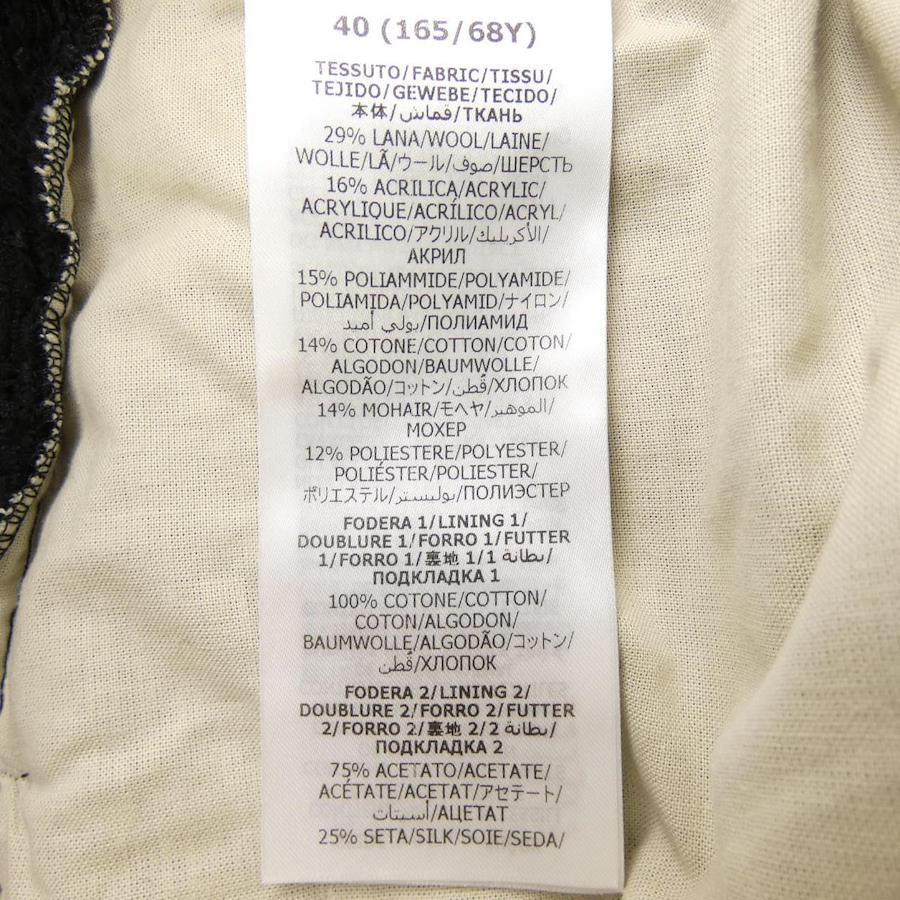 40 (165/68Y)
TESSUTO/FABRIC/TISSU/
TEJIDO/GEWEBE/TECIDO/
本体/قماش/ТКАНЬ
29% LANA/WOOL/LAINE/
WOLLE/LÃ/ウール/صوف/ШЕРСТЬ
16% ACRILICA/ACRYLIC/
ACRYLIQUE/ACRÍLICO/ACRYL/
ACRILICO/アクリル/الأكريليك/
АКРИЛ
15% POLIAMMIDE/POLYAMIDE/
POLIAMIDA/POLYAMID/ナイロン/
بولي أميد/ПОЛИАМИД
14% COTONE/COTTON/COTON/
ALGODON/BAUMWOLLE/
ALGODÃO/コットン/قُطن/ХЛОПОК
14% MOHAIR/モヘヤ/الموهير/
МОХЕР
12% POLIESTERE/POLYESTER/
POLIÉSTER/POLIESTER/
ポリエステル/بوليستر/ПОЛИЭСТЕР
FODERA 1/LINING 1/
DOUBLURE 1/FORRO 1/FUTTER
1/FORRO 1/裏地 1/1 بطانة/
ПОДКЛАДКА 1
100% COTONE/COTTON/
COTON/ALGODON/
BAUMWOLLE/ALGODÃO/コットン/
قُطن/ХЛОПОК
FODERA 2/LINING 2/
DOUBLURE 2/FORRO 2/FUTTER
2/FORRO 2/裏地 2/2 بطانة/
ПОДКЛАДКА 2
75% ACETATO/ACETATE/
ACÉTATE/ACETAT/アセテート/
أسيتات/АЦЕТАТ
25% SETA/SILK/SOIE/SEDA/